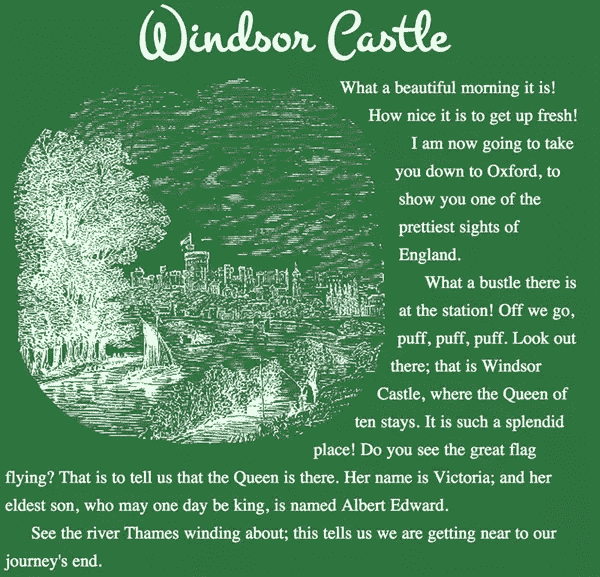 Windsor Castle
What a beautiful morning it is!
How nice it is to get up fresh!
I am now going to take
you down to Oxford, to
show you one of the
prettiest sights of
England.
What a bustle there is
at the station! Off we go,
puff, puff, puff. Look out
there; that is Windsor
Castle, where the Queen of
ten stays. It is such a splendid
place! Do you see the great flag
flying? That is to tell us that the Queen is there. Her name is Victoria; and her
eldest son, who may one day be king, is named Albert Edward.
See the river Thames winding about; this tells us we are getting near to our
journey's end.